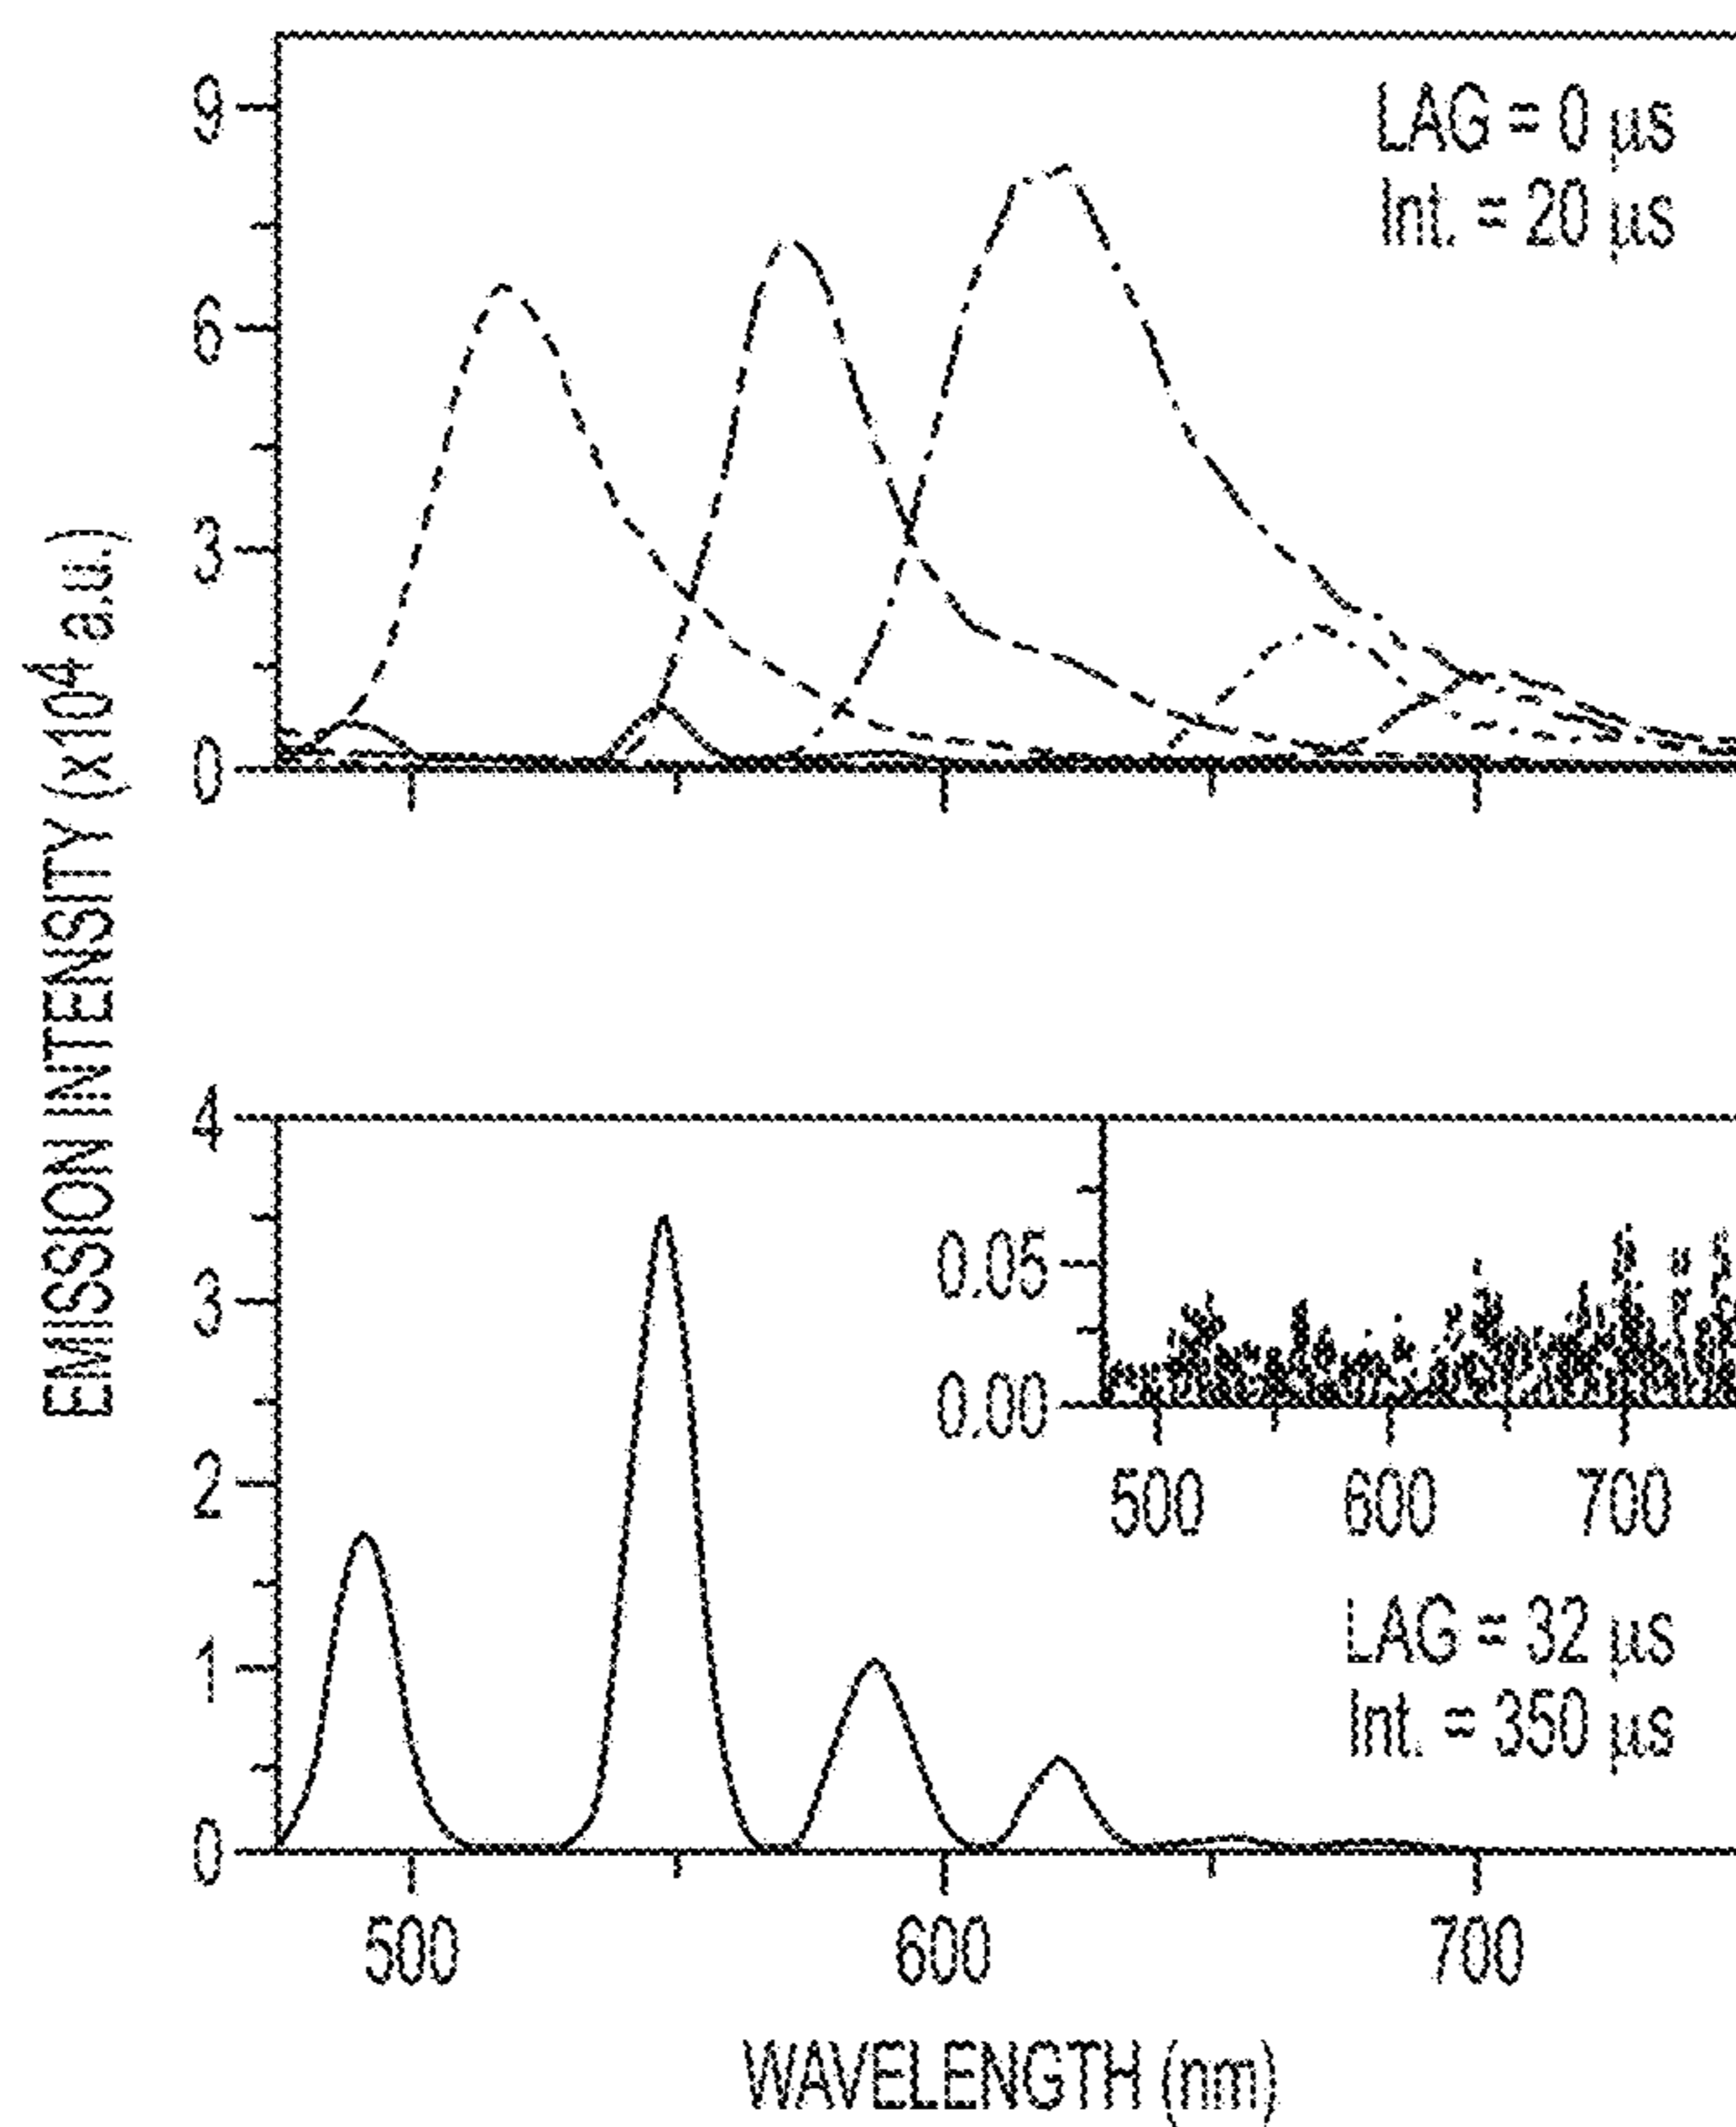 EMISSION INTENSITY (x10⁴ a.u.)
9
6
3
0
LAG = 0 µs
Int. = 20 µs
4
3
2
1
0
0.05
0.00
500 600 700
LAG = 32 µs
Int. = 350 µs
500 600 700
WAVELENGTH (nm)